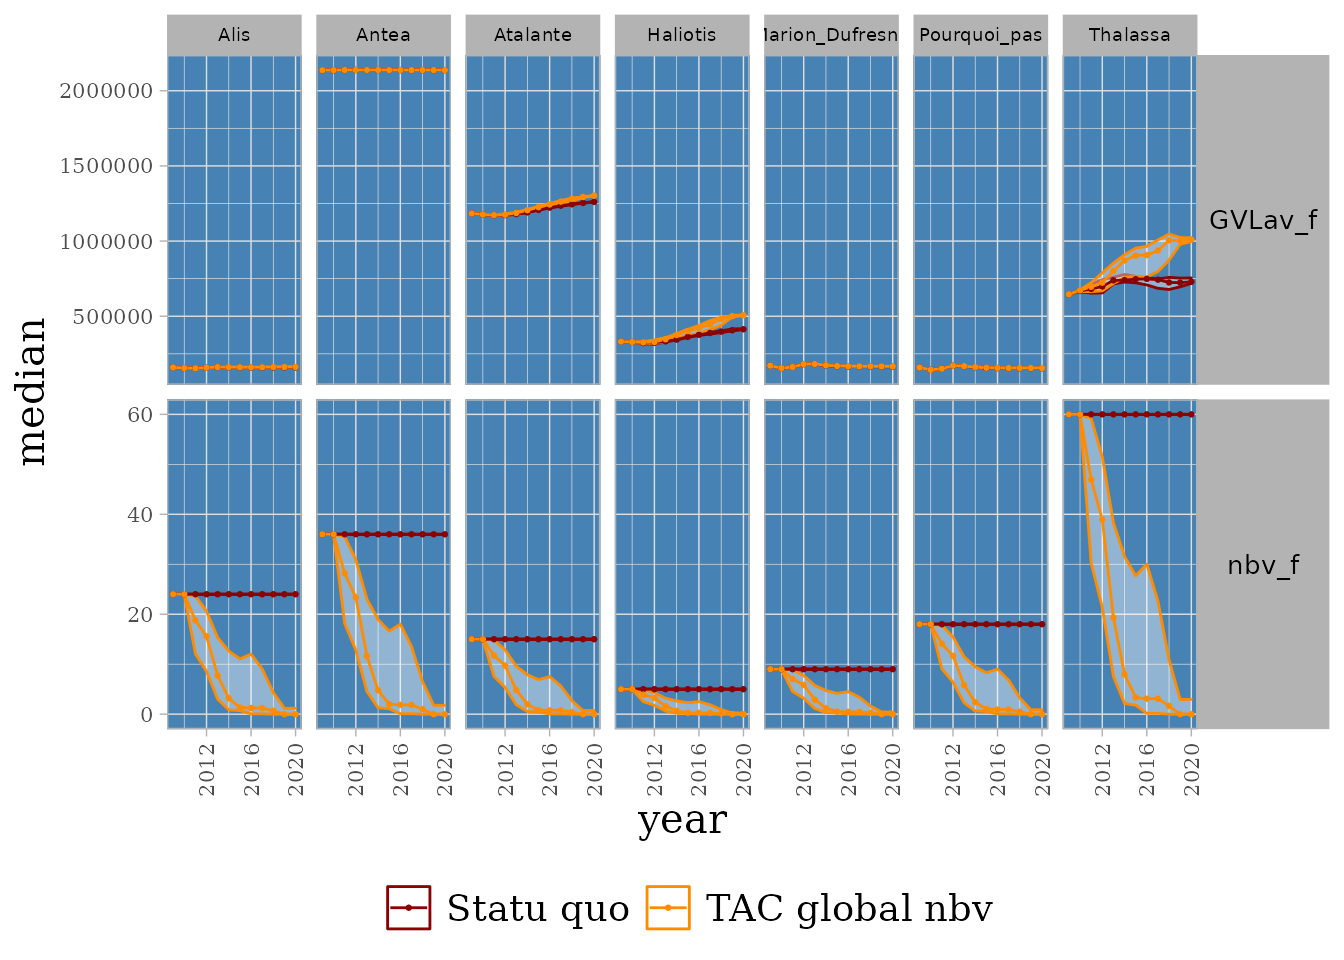 Alis Antea Atalante Haliotis Marion_Dufresn Pourquoi_pas Thalassa
2000000
1500000
1000000
500000
GVLav_f
60
40
20
0
nbv_f
median
2012 2016 2020 2012 2016 2020 2012 2016 2020 2012 2016 2020 2012 2016 2020 2012 2016 2020 2012 2016 2020
year
Statu quo TAC global nbv